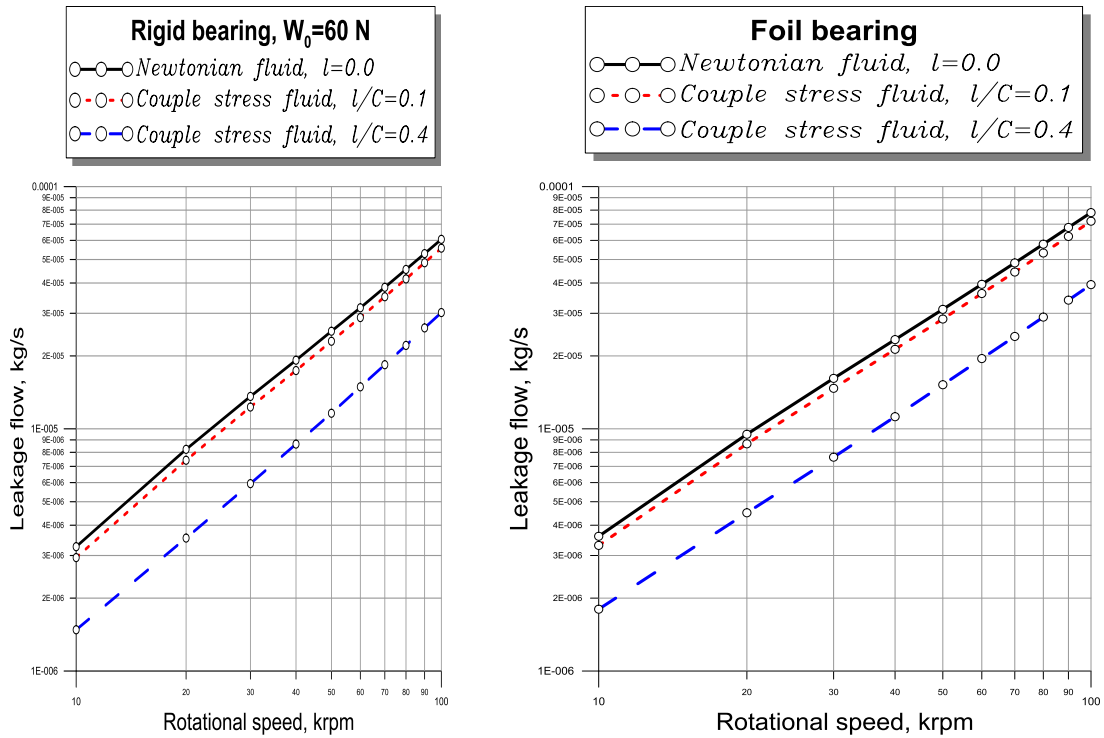 Rigid bearing, W0=60 N
Newtonian fluid, l=0.0
Couple stress fluid, l/C=0.1
Couple stress fluid, l/C=0.4
0.0001
9E-005
8E-005
7E-005
6E-005
5E-005
4E-005
3E-005
2E-005
1E-005
9E-006
8E-006
7E-006
6E-006
5E-006
4E-006
3E-006
2E-006
1E-006
Leakage flow, kg/s
10 20 30 40 50 60 70 80 90 100
Rotational speed, krpm
Foil bearing
Newtonian fluid, l=0.0
Couple stress fluid, l/C=0.1
Couple stress fluid, l/C=0.4
0.0001
9E-005
8E-005
7E-005
6E-005
5E-005
4E-005
3E-005
2E-005
1E-005
9E-006
8E-006
7E-006
6E-006
5E-006
4E-006
3E-006
2E-006
1E-006
Leakage flow, kg/s
10 20 30 40 50 60 70 80 90 100
Rotational speed, krpm